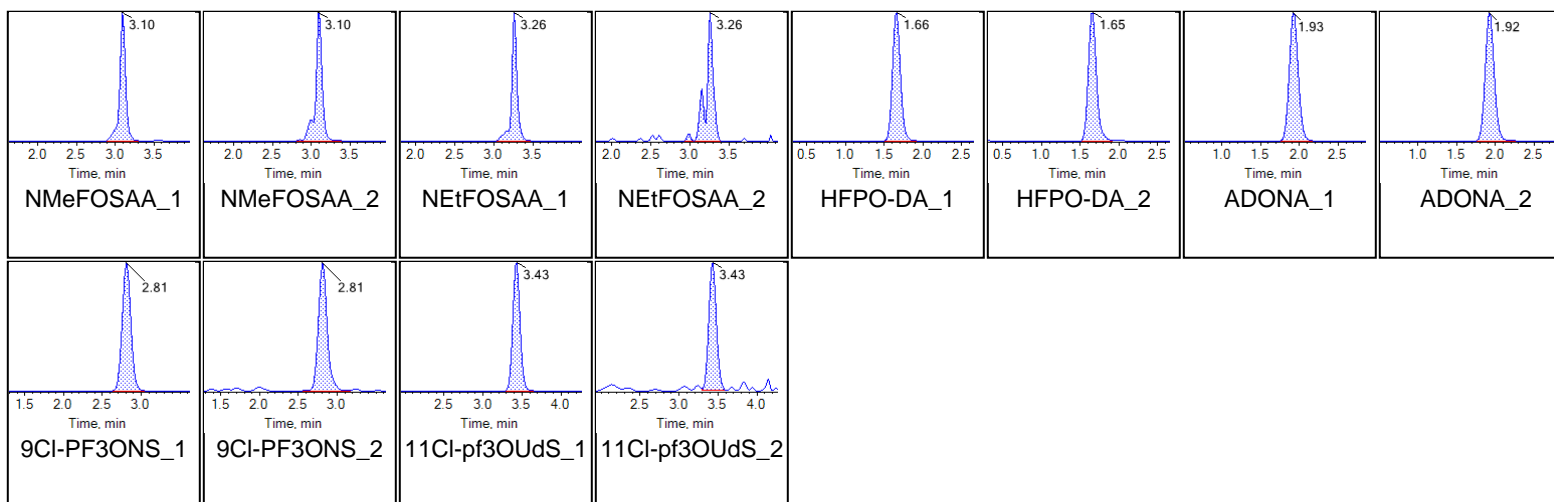 3.10
2.0 2.5 3.0 3.5
Time, min
NMeFOSAA_1
3.10
2.0 2.5 3.0 3.5
Time, min
NMeFOSAA_2
3.26
2.0 2.5 3.0 3.5
Time, min
NEtFOSAA_1
3.26
2.0 2.5 3.0 3.5
Time, min
NEtFOSAA_2
1.66
0.5 1.0 1.5 2.0 2.5
Time, min
HFPO-DA_1
1.65
0.5 1.0 1.5 2.0 2.5
Time, min
HFPO-DA_2
1.93
1.0 1.5 2.0 2.5
Time, min
ADONA_1
1.92
1.0 1.5 2.0 2.5
Time, min
ADONA_2
2.81
1.5 2.0 2.5 3.0
Time, min
9Cl-PF3ONS_1
2.81
1.5 2.0 2.5 3.0
Time, min
9Cl-PF3ONS_2
3.43
2.5 3.0 3.5 4.0
Time, min
11Cl-pf3OUdS_1
3.43
2.5 3.0 3.5 4.0
Time, min
11Cl-pf3OUdS_2